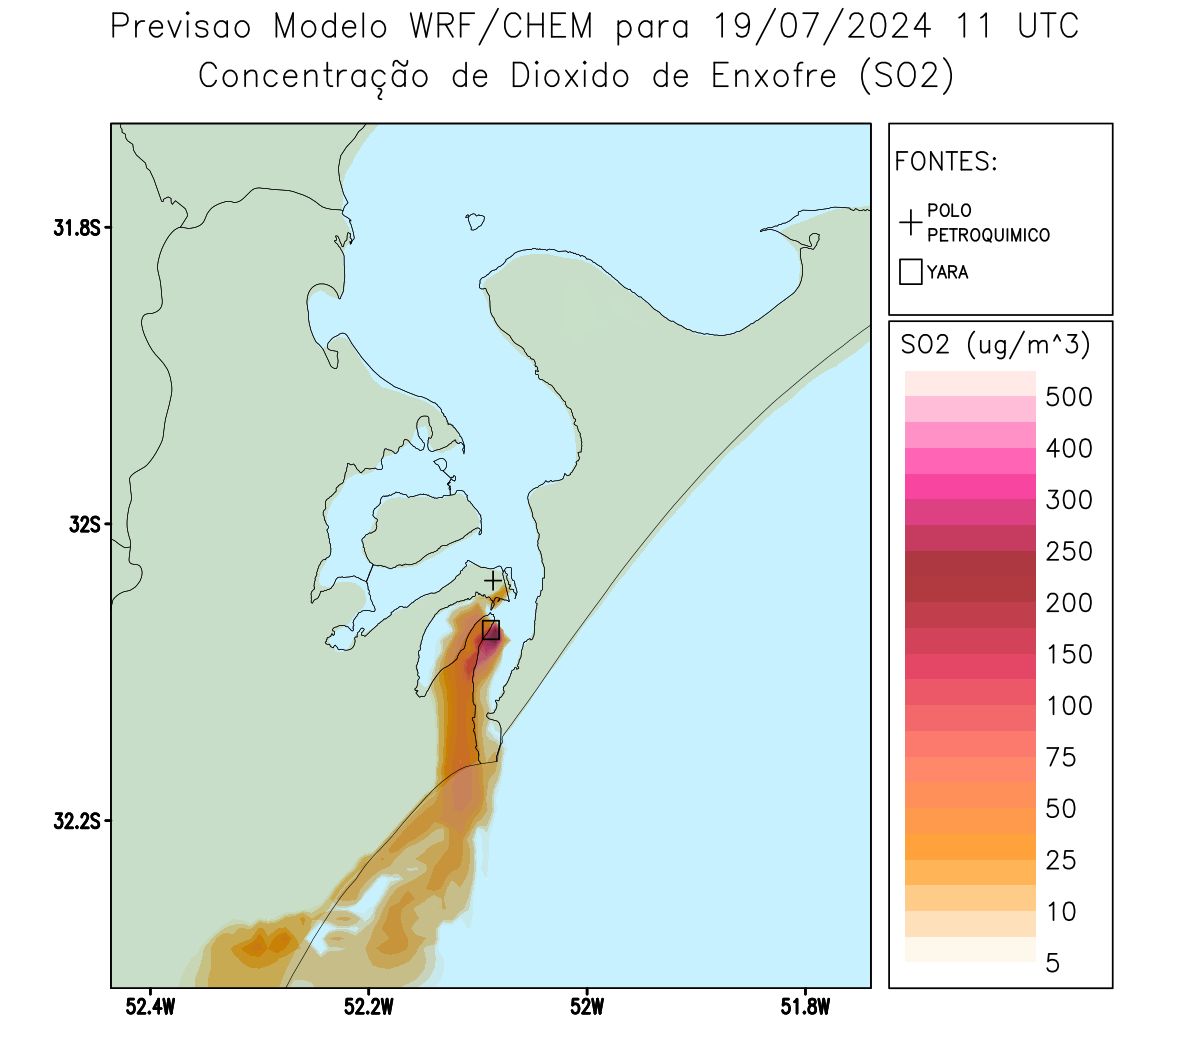 Previsao Modelo WRF/CHEM para 19/07/2024 11 UTC
Concentração de Dioxido de Enxofre (SO2)
FONTES:
POLO
PETROQUIMICO
YARA
SO2 (ug/m^3)
500
400
300
250
200
150
100
75
50
25
10
5
31.8S
32S
32.2S
52.4W
52.2W
52W
51.8W